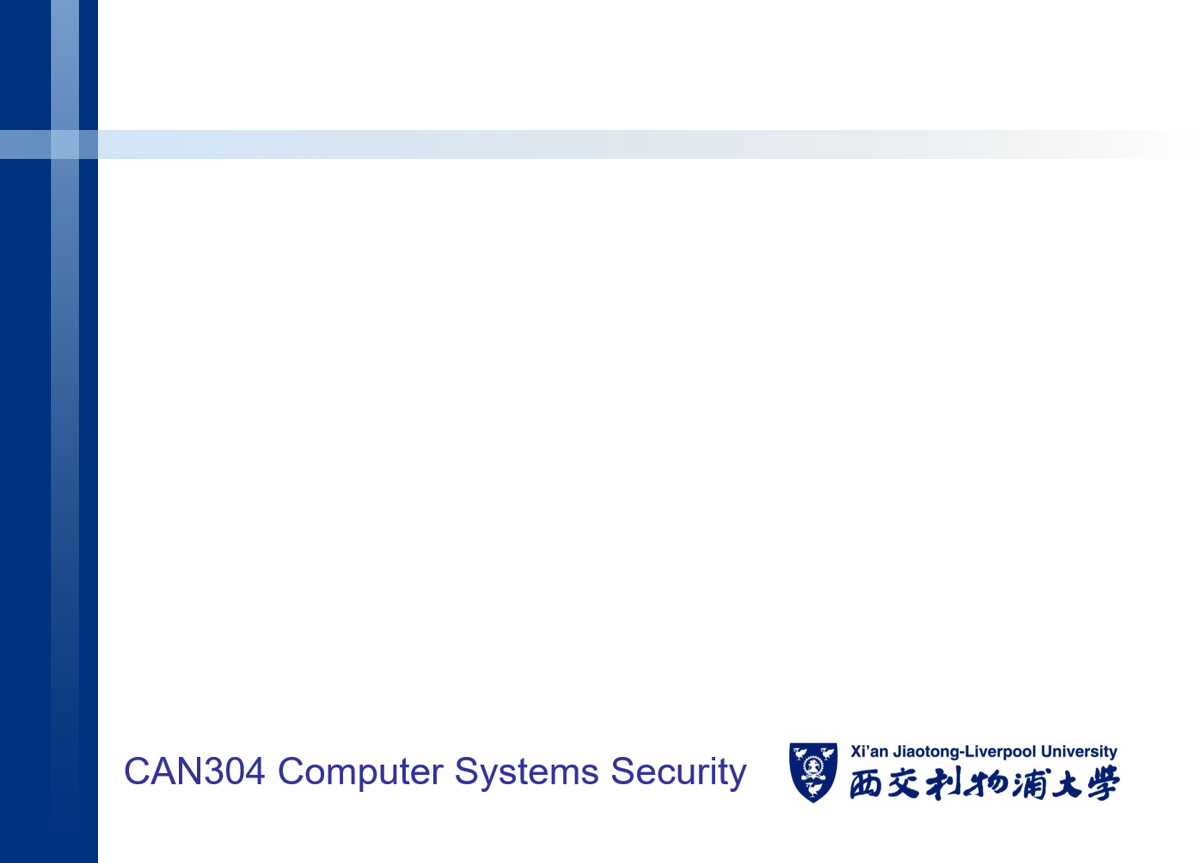 CAN304 Computer Systems Security
Xi'an Jiaotong-Liverpool University
西交利物浦大學